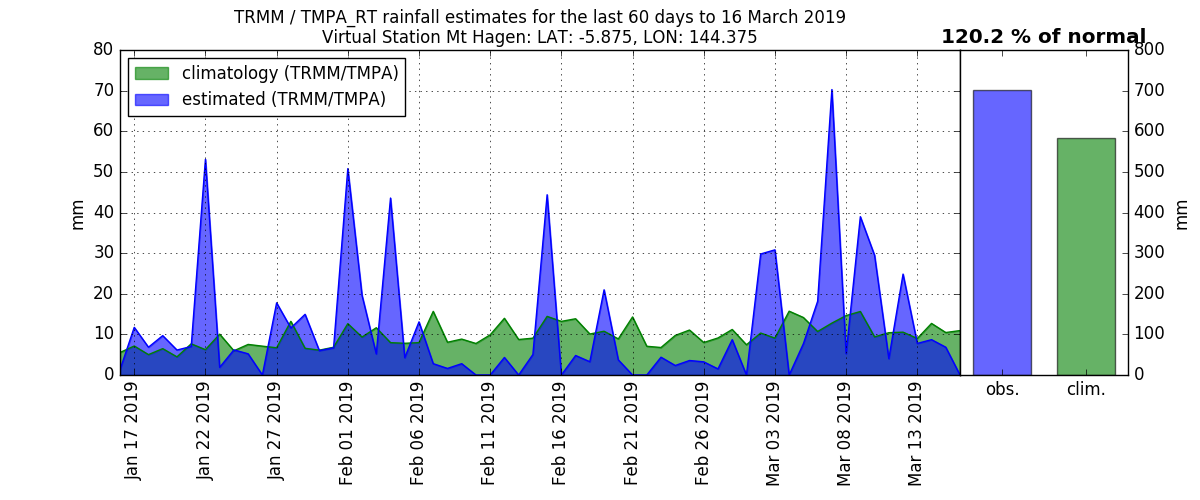 TRMM / TMPA_RT rainfall estimates for the last 60 days to 16 March 2019
Virtual Station Mt Hagen: LAT: -5.875, LON: 144.375
120.2 % of normal
climatology (TRMM/TMPA)
estimated (TRMM/TMPA)
80
70
60
50
40
30
20
10
0
mm
800
700
600
500
400
300
200
100
0
mm
Jan 17 2019
Jan 22 2019
Jan 27 2019
Feb 01 2019
Feb 06 2019
Feb 11 2019
Feb 16 2019
Feb 21 2019
Feb 26 2019
Mar 03 2019
Mar 08 2019
Mar 13 2019
obs.
clim.